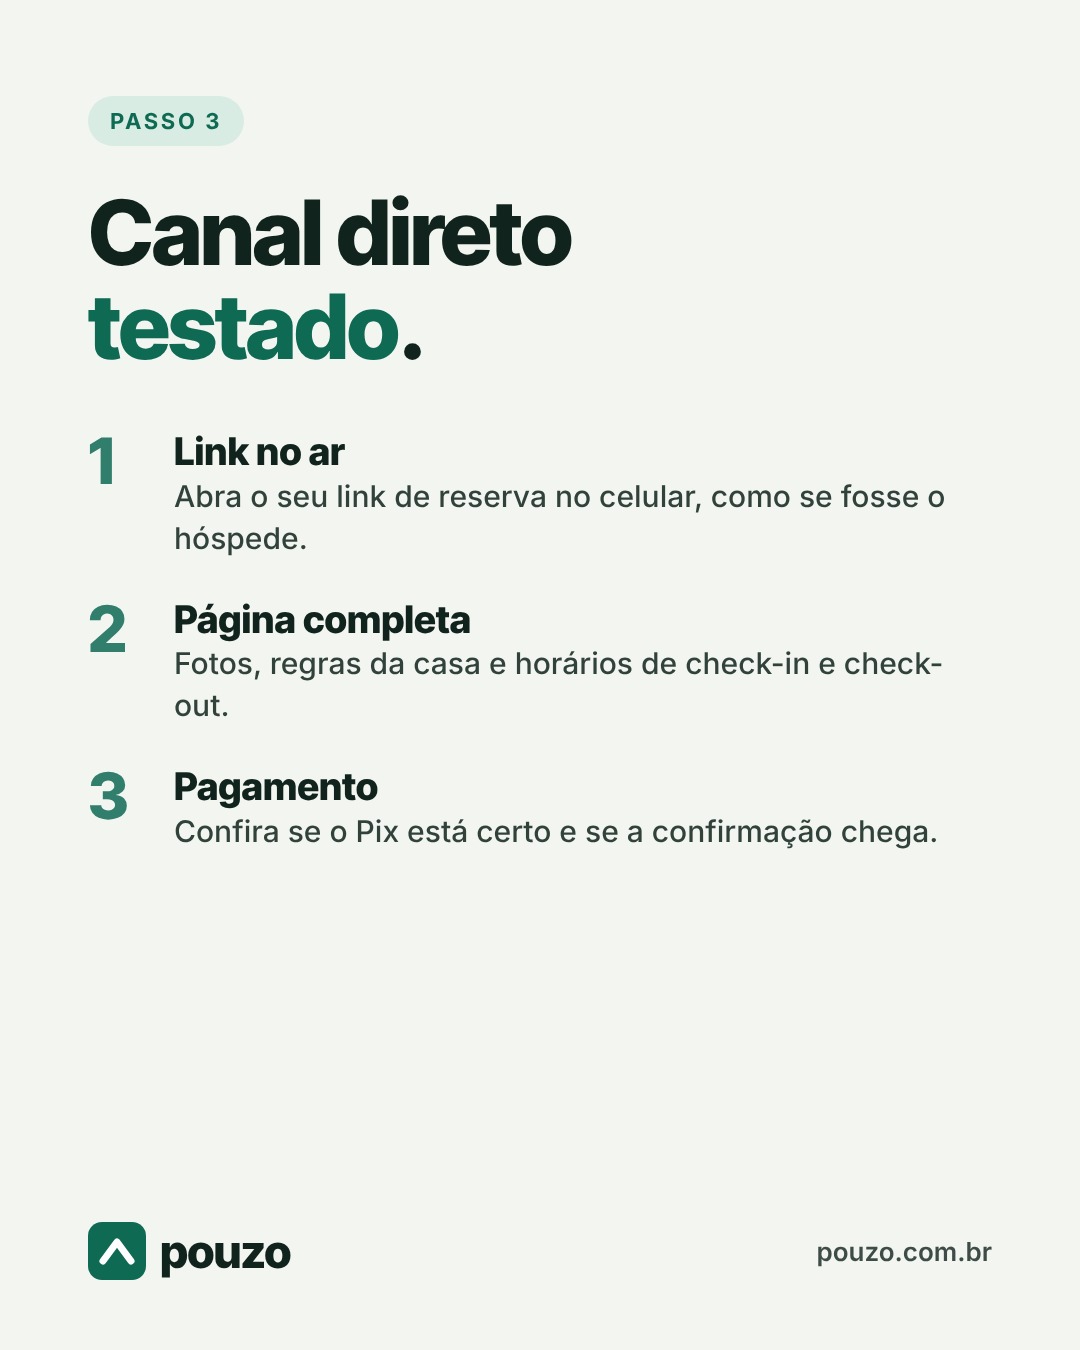 PASSO 3
Canal direto
testado.
1
Link no ar
Abra o seu link de reserva no celular, como se fosse o
hóspede.
2
Página completa
Fotos, regras da casa e horários de check-in e check-
out.
3
Pagamento
Confira se o Pix está certo e se a confirmação chega.
pouzo
pouzo.com.br